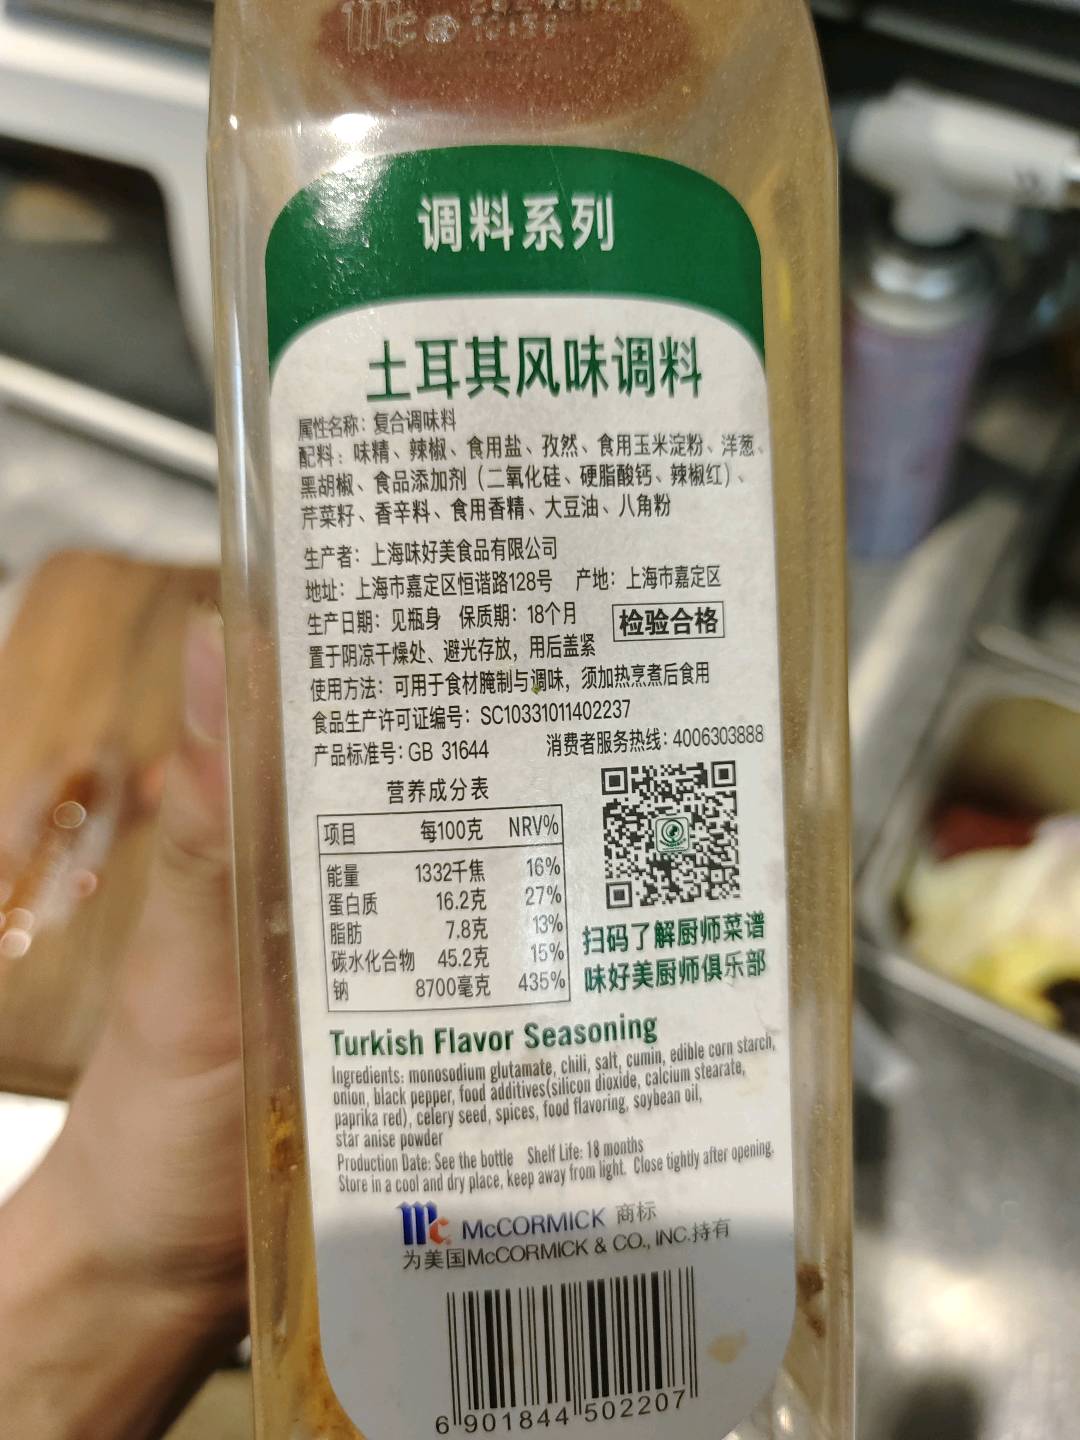 调料系列
土耳其风味调料
属性名称：复合调味料
配料：味精、辣椒、食用盐、孜然、食用玉米淀粉、洋葱、
黑胡椒、食品添加剂（二氧化硅、硬脂酸钙、辣椒红）、
芹菜籽、香辛料、食用香精、大豆油、八角粉
生产者：上海味好美食品有限公司
地址：上海市嘉定区恒谐路128号 产地：上海市嘉定区
生产日期：见瓶身 保质期：18个月 检验合格
置于阴凉干燥处、避光存放，用后盖紧
使用方法：可用于食材腌制与调味，须加热烹煮后食用
食品生产许可证编号：SC10331011402237
产品标准号：GB 31644 消费者服务热线：4006303888
营养成分表
项目 每100克 NRV%
能量 1332千焦 16%
蛋白质 16.2克 27%
脂肪 7.8克 13%
碳水化合物 45.2克 15%
钠 8700毫克 435%
扫码了解厨师菜谱
味好美厨师俱乐部
Turkish Flavor Seasoning
Ingredients: monosodium glutamate, chili, salt, cumin, edible corn starch,
onion, black pepper, food additives(silicon dioxide, calcium stearate,
paprika red), celery seed, spices, food flavoring, soybean oil,
star anise powder
Production Date: See the bottle Shelf Life: 18 months
Store in a cool and dry place, keep away from light. Close tightly after opening.
Mc McCORMICK 商标
为美国McCORMICK & CO., INC.持有
6 901844 502207